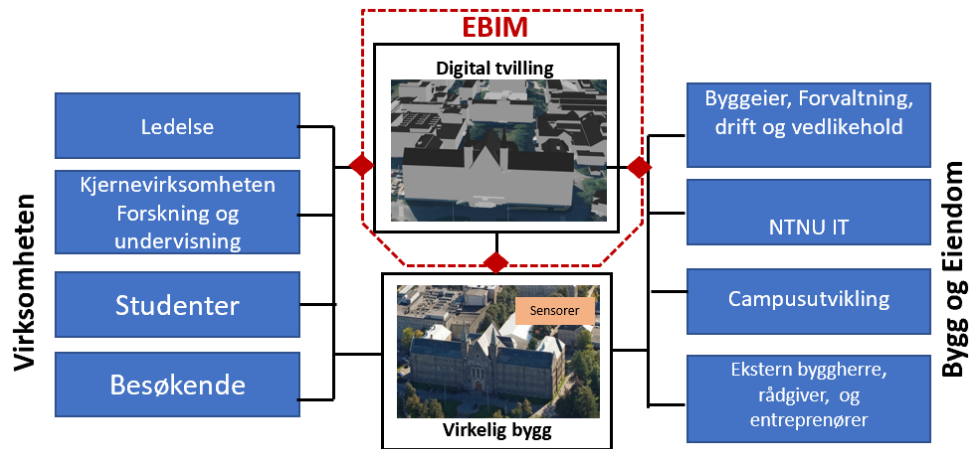 EBIM
Digital tvilling
Virksomheten
Ledelse
Kjernevirksomheten
Forskning og
undervisning
Studenter
Besøkende
Sensorer
Virkelig bygg
Byggeier, Forvaltning,
drift og vedlikehold
NTNU IT
Campusutvikling
Ekstern byggherre,
rådgiver, og
entreprenører
Bygg og Eiendom